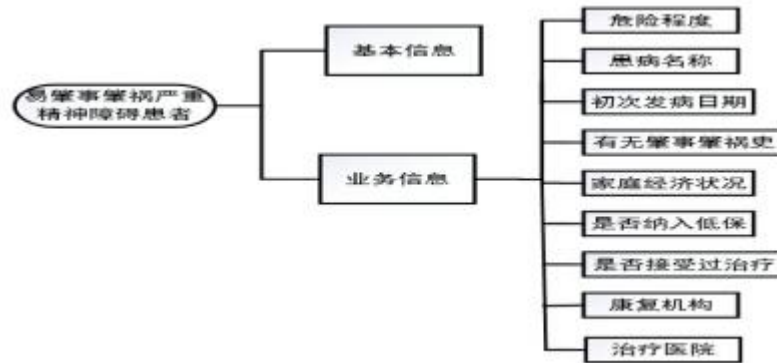 易肇事肇祸严重
精神障碍患者
基本信息
业务信息
危险程度
患病名称
初次发病日期
有无肇事肇祸史
家庭经济状况
是否纳入低保
是否接受过治疗
康复机构
治疗医院